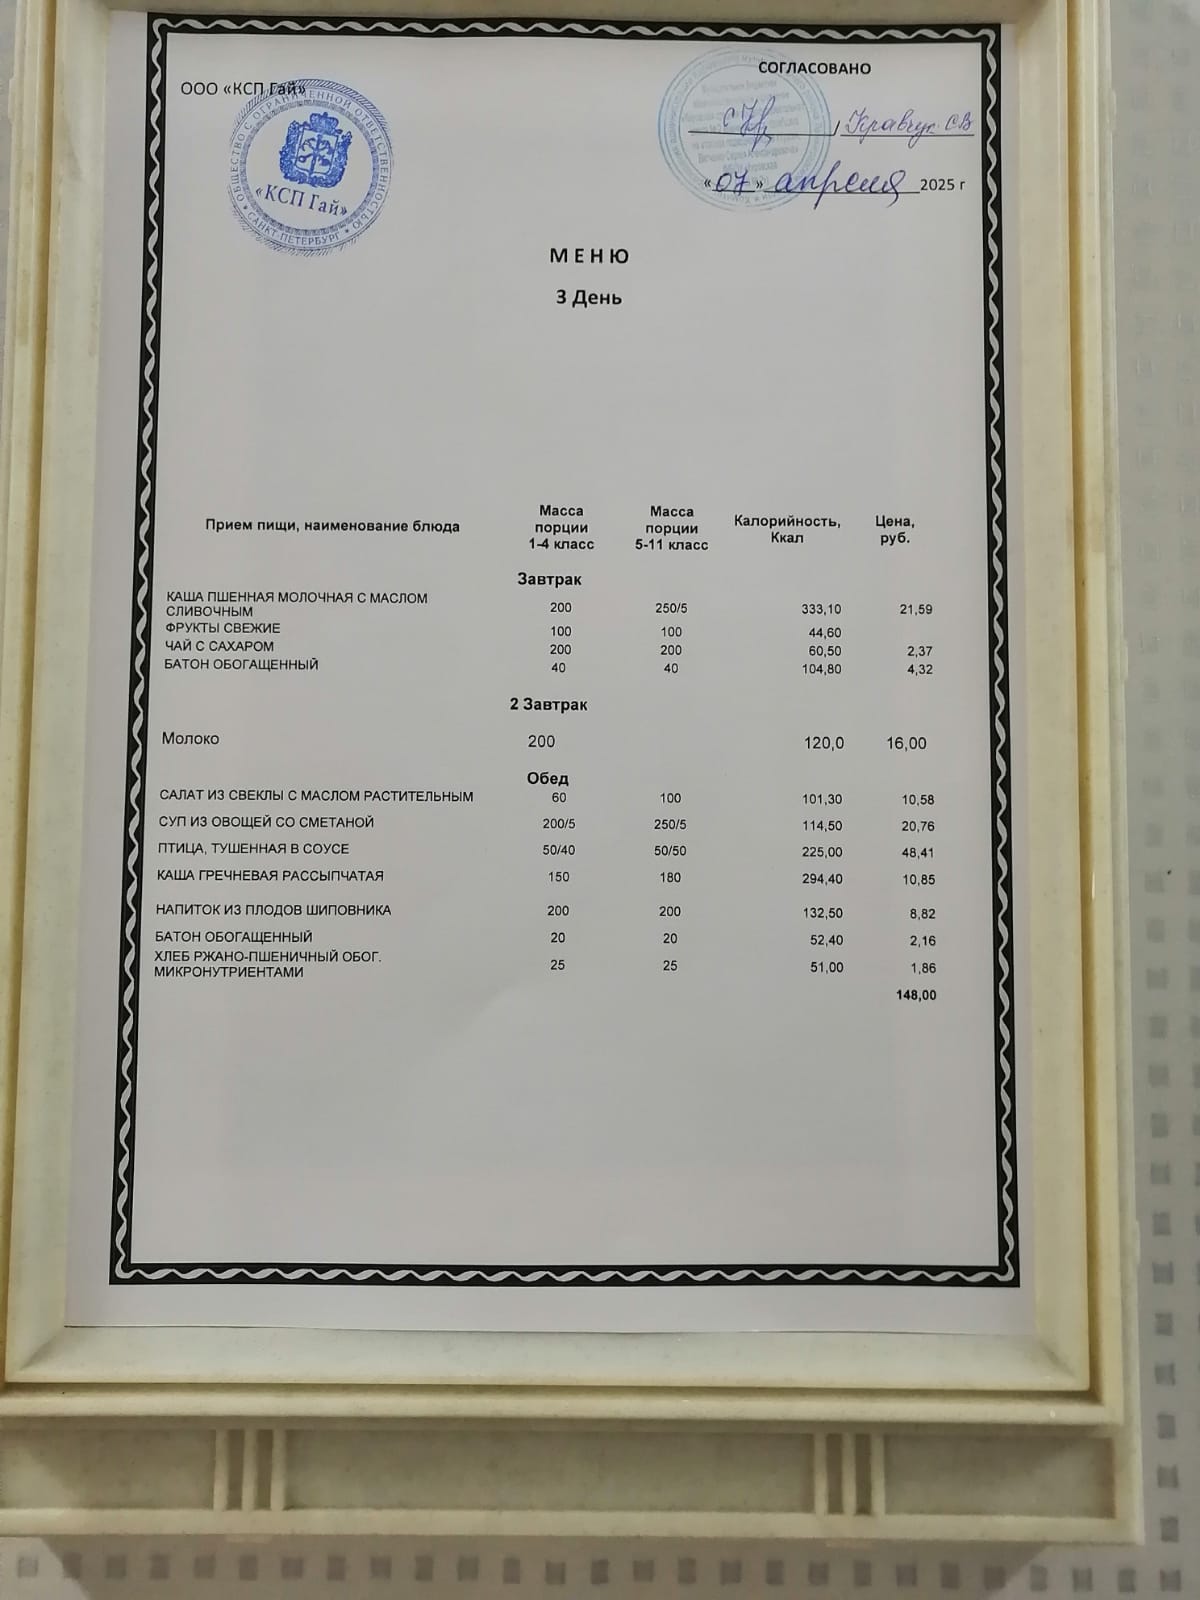 СОГЛАСОВАНО
ООО «КСП Гай»
ОБЩЕСТВО С ОГРАНИЧЕННОЙ ОТВЕТСТВЕННОСТЬЮ
«КСП Гай»
САНКТ-ПЕТЕРБУРГ
/ Кравчук С.В
«07» апреля 2025 г
МЕНЮ
3 День
Прием пищи, наименование блюда Масса порции 1-4 класс Масса порции 5-11 класс Калорийность, Ккал Цена, руб.
Завтрак
КАША ПШЕННАЯ МОЛОЧНАЯ С МАСЛОМ
СЛИВОЧНЫМ 200 250/5 333,10 21,59
ФРУКТЫ СВЕЖИЕ 100 100 44,60
ЧАЙ С САХАРОМ 200 200 60,50 2,37
БАТОН ОБОГАЩЕННЫЙ 40 40 104,80 4,32
2 Завтрак
Молоко 200 120,0 16,00
Обед
САЛАТ ИЗ СВЕКЛЫ С МАСЛОМ РАСТИТЕЛЬНЫМ 60 100 101,30 10,58
СУП ИЗ ОВОЩЕЙ СО СМЕТАНОЙ 200/5 250/5 114,50 20,76
ПТИЦА, ТУШЕННАЯ В СОУСЕ 50/40 50/50 225,00 48,41
КАША ГРЕЧНЕВАЯ РАССЫПЧАТАЯ 150 180 294,40 10,85
НАПИТОК ИЗ ПЛОДОВ ШИПОВНИКА 200 200 132,50 8,82
БАТОН ОБОГАЩЕННЫЙ 20 20 52,40 2,16
ХЛЕБ РЖАНО-ПШЕНИЧНЫЙ ОБОГ.
МИКРОНУТРИЕНТАМИ 25 25 51,00 1,86
148,00